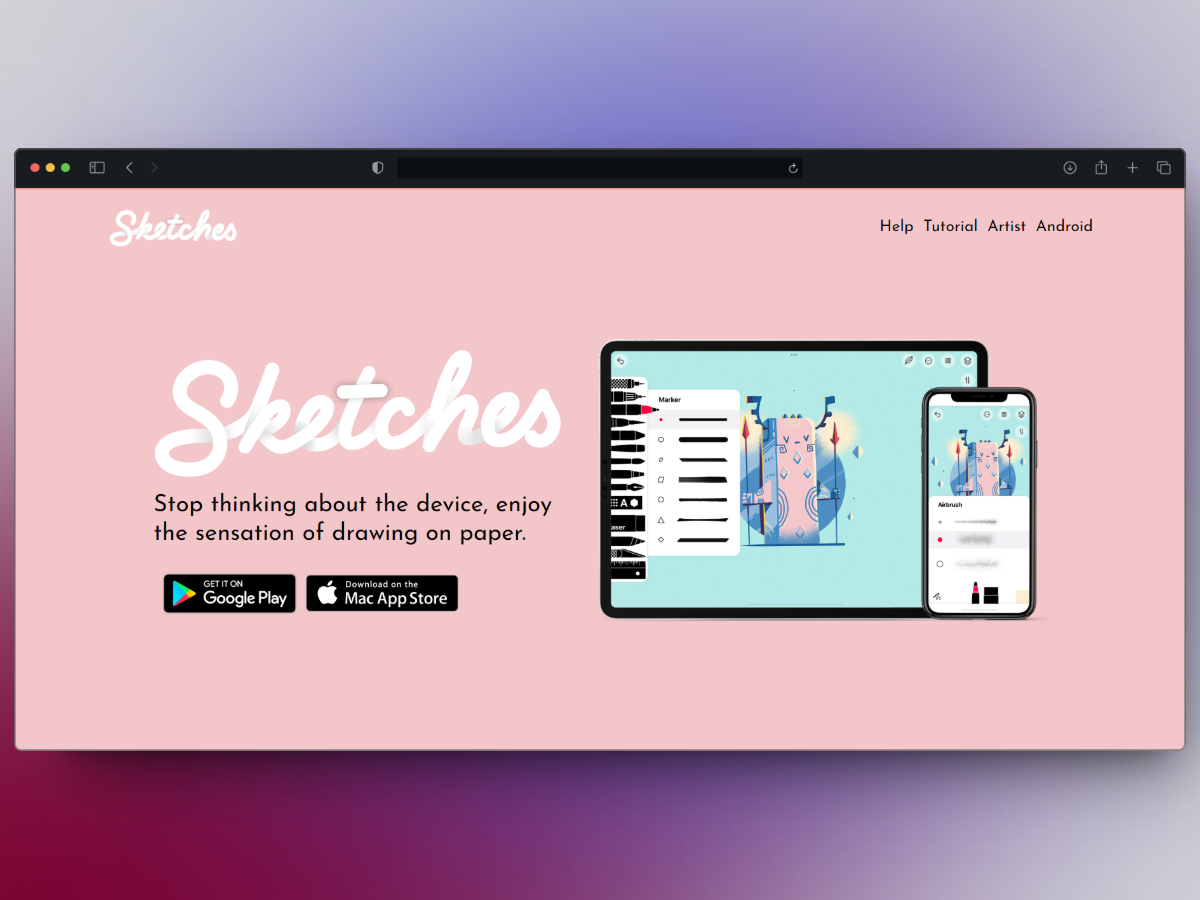 Sketches
Help Tutorial Artist Android
Sketches
Stop thinking about the device, enjoy
the sensation of drawing on paper.
GET IT ON
Google Play
Download on the
Mac App Store
Marker
A
aser
Airbrush